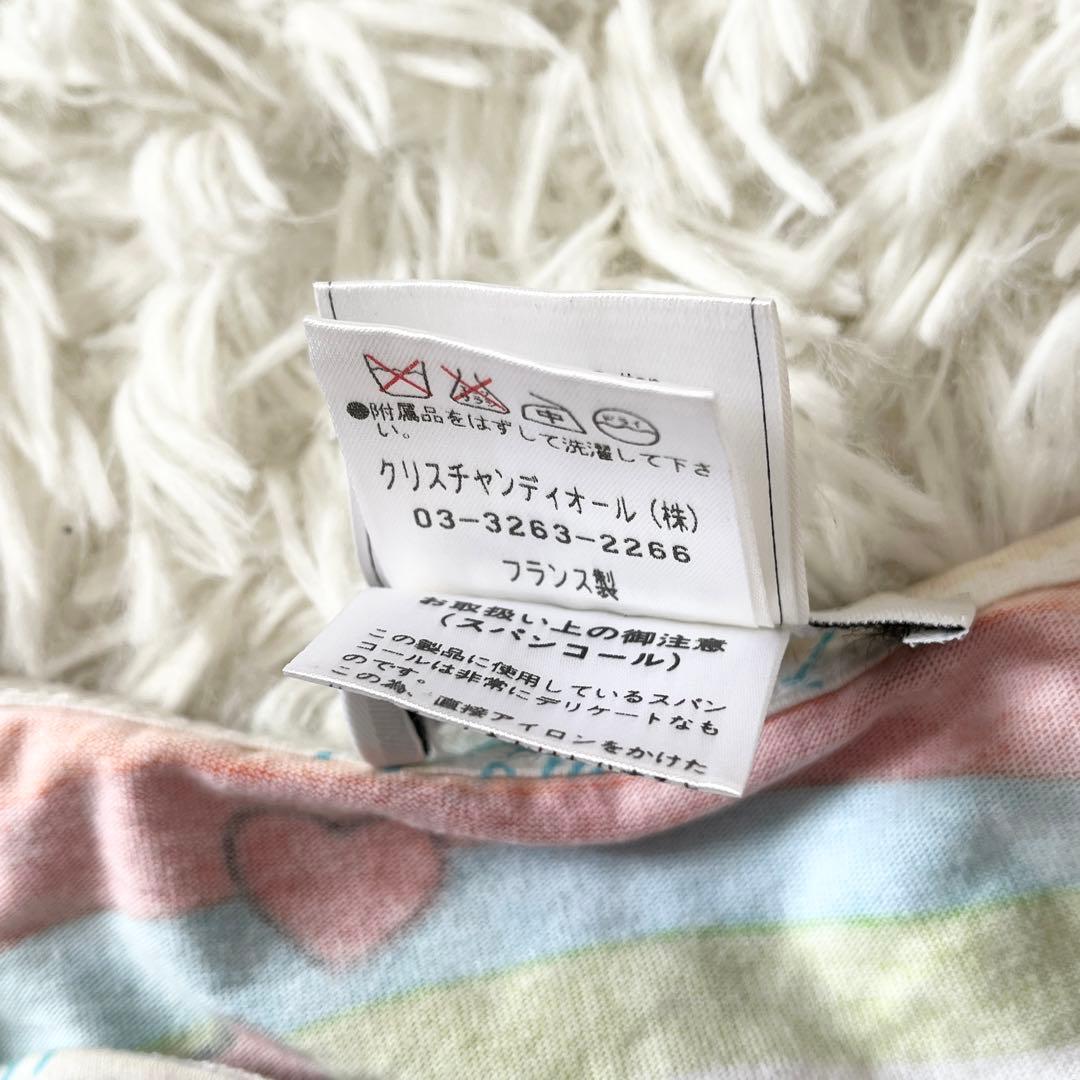 中 ドライ
●附属品をはずして洗濯して下さ
い。
クリスチャンディオール(株)
03-3263-2266
フランス製
お取扱い上の御注意
(スパンコール)
この製品に使用しているスパン
コールは非常にデリケートなも
のです。
この為、直接アイロンをかけた